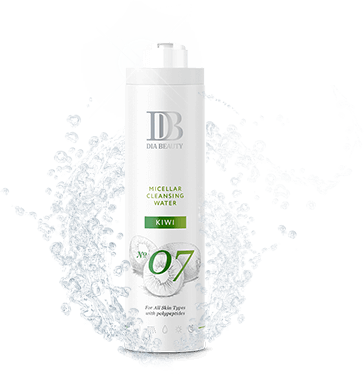 DB
DIA BEAUTY
MICELLAR
CLEANSING
WATER
KIWI
№ 07
For All Skin Types
with polypeptides